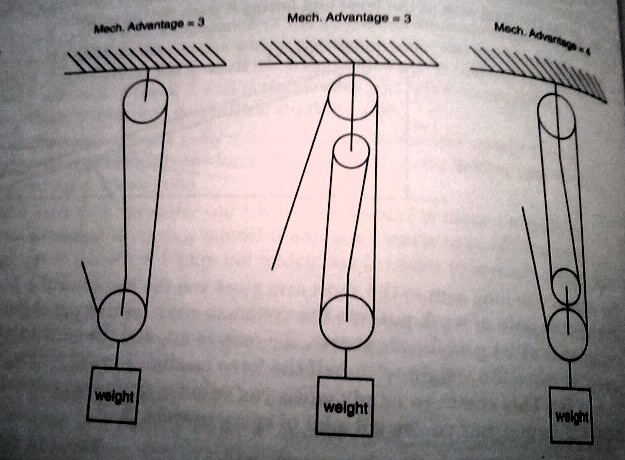 Mech. Advantage = 3
Mech. Advantage = 3
Mech. Advantage = 4
weight
weight
weight